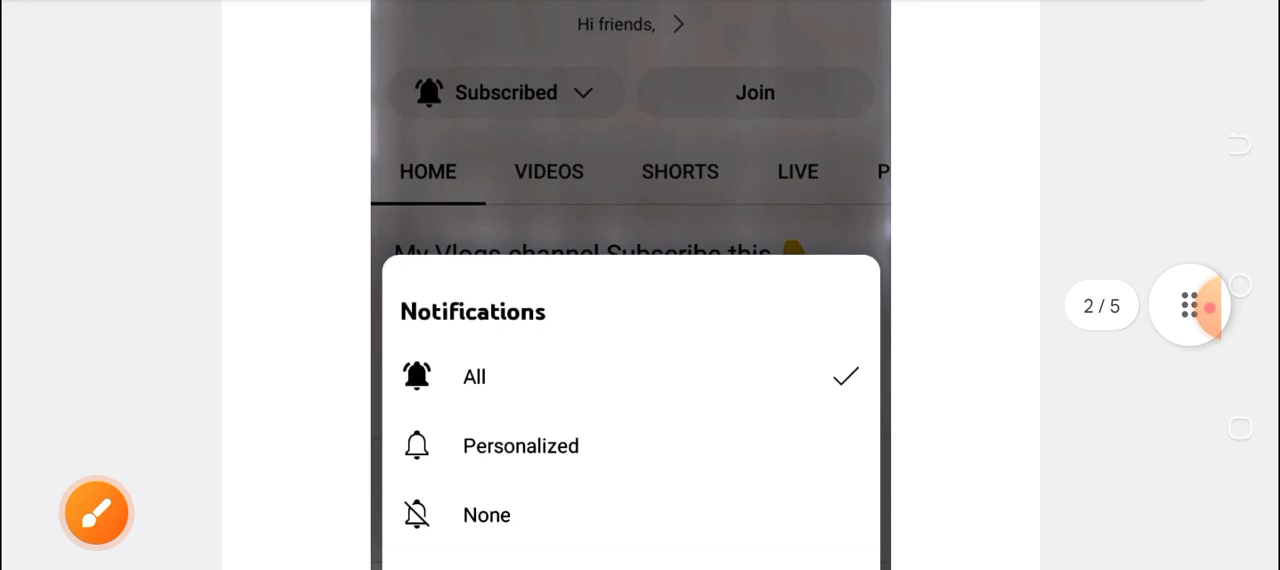 Hi friends,
Subscribed
Join
HOME VIDEOS SHORTS LIVE P
My Vlogs channel Subscribe this
Notifications
All
2 / 5
Personalized
None